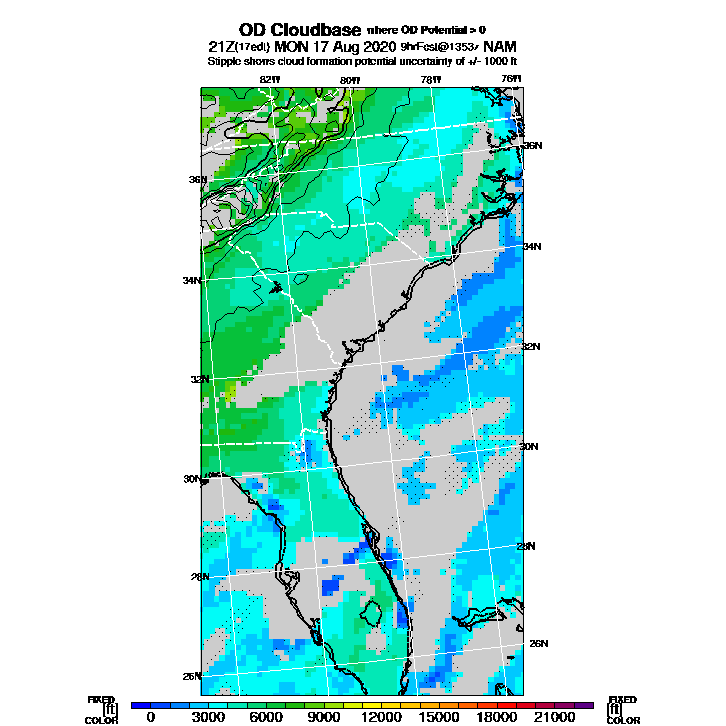 OD Cloudbase where OD Potential > 0
21Z(17edt) MON 17 Aug 2020 9hrFcst@1353z NAM
Stipple shows cloud formation potential uncertainty of +/- 1000 ft
82W 80W 78W 76W
36N
36N
34N
34N
32N
32N
30N
30N
28N
28N
26N
26N
FIXED FIXED
[ft] [ft]
COLOR 0 3000 6000 9000 12000 15000 18000 21000 COLOR